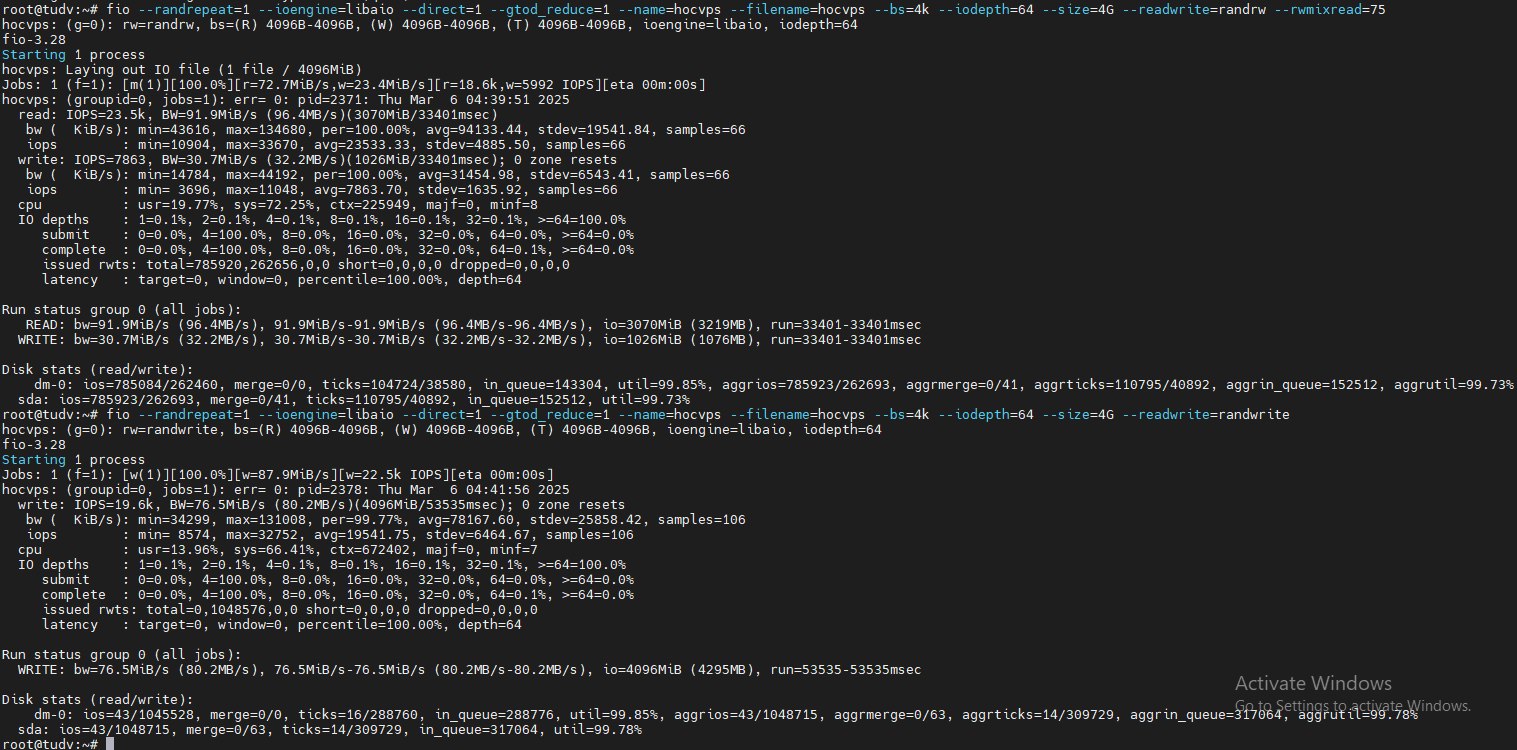 root@tudv:~# fio --randrepeat=1 --ioengine=libaio --direct=1 --gtod_reduce=1 --name=hocvps --filename=hocvps --bs=4k --iodepth=64 --size=4G --readwrite=randrw --rwmixread=75
hocvps: (g=0): rw=randrw, bs=(R) 4096B-4096B, (W) 4096B-4096B, (T) 4096B-4096B, ioengine=libaio, iodepth=64
fio-3.28
Starting 1 process
hocvps: Laying out IO file (1 file / 4096MiB)
Jobs: 1 (f=1): [m(1)][100.0%][r=72.7MiB/s,w=23.4MiB/s][r=18.6k,w=5992 IOPS][eta 00m:00s]
hocvps: (groupid=0, jobs=1): err= 0: pid=2371: Thu Mar  6 04:39:51 2025
  read: IOPS=23.5k, BW=91.9MiB/s (96.4MB/s)(3070MiB/33401msec)
   bw (  KiB/s): min=43616, max=134680, per=100.00%, avg=94133.44, stdev=19541.84, samples=66
   iops        : min=10904, max=33670, avg=23533.33, stdev=4885.50, samples=66
  write: IOPS=7863, BW=30.7MiB/s (32.2MB/s)(1026MiB/33401msec); 0 zone resets
   bw (  KiB/s): min=14784, max=44192, per=100.00%, avg=31454.98, stdev=6543.41, samples=66
   iops        : min= 3696, max=11048, avg=7863.70, stdev=1635.92, samples=66
  cpu          : usr=19.77%, sys=72.25%, ctx=225949, majf=0, minf=8
  IO depths    : 1=0.1%, 2=0.1%, 4=0.1%, 8=0.1%, 16=0.1%, 32=0.1%, >=64=100.0%
     submit    : 0=0.0%, 4=100.0%, 8=0.0%, 16=0.0%, 32=0.0%, 64=0.0%, >=64=0.0%
     complete  : 0=0.0%, 4=100.0%, 8=0.0%, 16=0.0%, 32=0.0%, 64=0.1%, >=64=0.0%
     issued rwts: total=785920,262656,0,0 short=0,0,0,0 dropped=0,0,0,0
     latency   : target=0, window=0, percentile=100.00%, depth=64

Run status group 0 (all jobs):
   READ: bw=91.9MiB/s (96.4MB/s), 91.9MiB/s-91.9MiB/s (96.4MB/s-96.4MB/s), io=3070MiB (3219MB), run=33401-33401msec
  WRITE: bw=30.7MiB/s (32.2MB/s), 30.7MiB/s-30.7MiB/s (32.2MB/s-32.2MB/s), io=1026MiB (1076MB), run=33401-33401msec

Disk stats (read/write):
    dm-0: ios=785084/262460, merge=0/0, ticks=104724/38580, in_queue=143304, util=99.85%, aggrios=785923/262693, aggrmerge=0/41, aggrticks=110795/40892, aggrin_queue=152512, aggrutil=99.73%
  sda: ios=785923/262693, merge=0/41, ticks=110795/40892, in_queue=152512, util=99.73%
root@tudv:~# fio --randrepeat=1 --ioengine=libaio --direct=1 --gtod_reduce=1 --name=hocvps --filename=hocvps --bs=4k --iodepth=64 --size=4G --readwrite=randwrite
hocvps: (g=0): rw=randwrite, bs=(R) 4096B-4096B, (W) 4096B-4096B, (T) 4096B-4096B, ioengine=libaio, iodepth=64
fio-3.28
Starting 1 process
Jobs: 1 (f=1): [w(1)][100.0%][w=87.9MiB/s][w=22.5k IOPS][eta 00m:00s]
hocvps: (groupid=0, jobs=1): err= 0: pid=2378: Thu Mar  6 04:41:56 2025
  write: IOPS=19.6k, BW=76.5MiB/s (80.2MB/s)(4096MiB/53535msec); 0 zone resets
   bw (  KiB/s): min=34299, max=131008, per=99.77%, avg=78167.60, stdev=25858.42, samples=106
   iops        : min= 8574, max=32752, avg=19541.75, stdev=6464.67, samples=106
  cpu          : usr=13.96%, sys=66.41%, ctx=672402, majf=0, minf=7
  IO depths    : 1=0.1%, 2=0.1%, 4=0.1%, 8=0.1%, 16=0.1%, 32=0.1%, >=64=100.0%
     submit    : 0=0.0%, 4=100.0%, 8=0.0%, 16=0.0%, 32=0.0%, 64=0.0%, >=64=0.0%
     complete  : 0=0.0%, 4=100.0%, 8=0.0%, 16=0.0%, 32=0.0%, 64=0.1%, >=64=0.0%
     issued rwts: total=0,1048576,0,0 short=0,0,0,0 dropped=0,0,0,0
     latency   : target=0, window=0, percentile=100.00%, depth=64

Run status group 0 (all jobs):
  WRITE: bw=76.5MiB/s (80.2MB/s), 76.5MiB/s-76.5MiB/s (80.2MB/s-80.2MB/s), io=4096MiB (4295MB), run=53535-53535msec

Disk stats (read/write):
    dm-0: ios=43/1045528, merge=0/0, ticks=16/288760, in_queue=288776, util=99.85%, aggrios=43/1048715, aggrmerge=0/63, aggrticks=14/309729, aggrin_queue=317064, aggrutil=99.78%
  sda: ios=43/1048715, merge=0/63, ticks=14/309729, in_queue=317064, util=99.78%
root@tudv:~#
Activate Windows
Go to Settings to activate Windows.